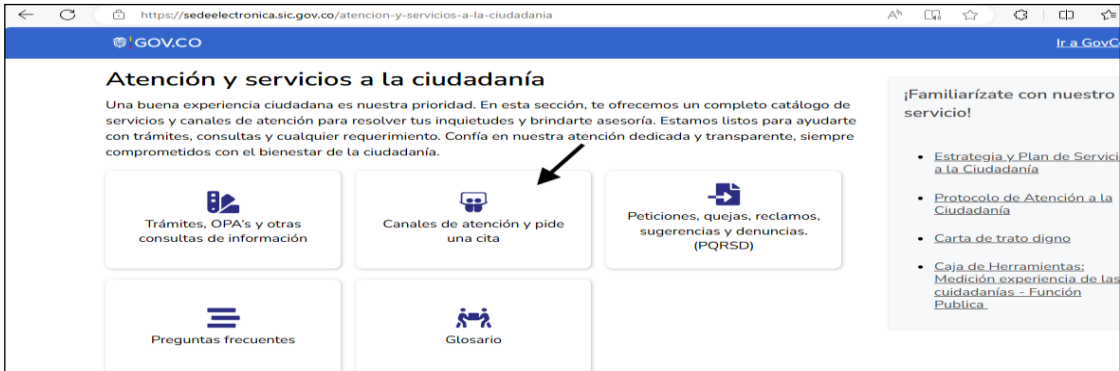 https://sedeelectronica.sic.gov.co/atencion-y-servicios-a-la-ciudadania
GOV.CO
Ir a GovC
Atención y servicios a la ciudadanía
Una buena experiencia ciudadana es nuestra prioridad. En esta sección, te ofrecemos un completo catálogo de
servicios y canales de atención para resolver tus inquietudes y brindarte asesoría. Estamos listos para ayudarte
con trámites, consultas y cualquier requerimiento. Confía en nuestra atención dedicada y transparente, siempre
comprometidos con el bienestar de la ciudadanía.
Trámites, OPA's y otras
consultas de información
Canales de atención y pide
una cita
Peticiones, quejas, reclamos,
sugerencias y denuncias.
(PQRSD)
Preguntas frecuentes
Glosario
¡Familiarízate con nuestro
servicio!
Estrategia y Plan de Servici
a la Ciudadanía
Protocolo de Atención a la
Ciudadanía
Carta de trato digno
Caja de Herramientas:
Medición experiencia de las
cuidadanías - Función
Publica